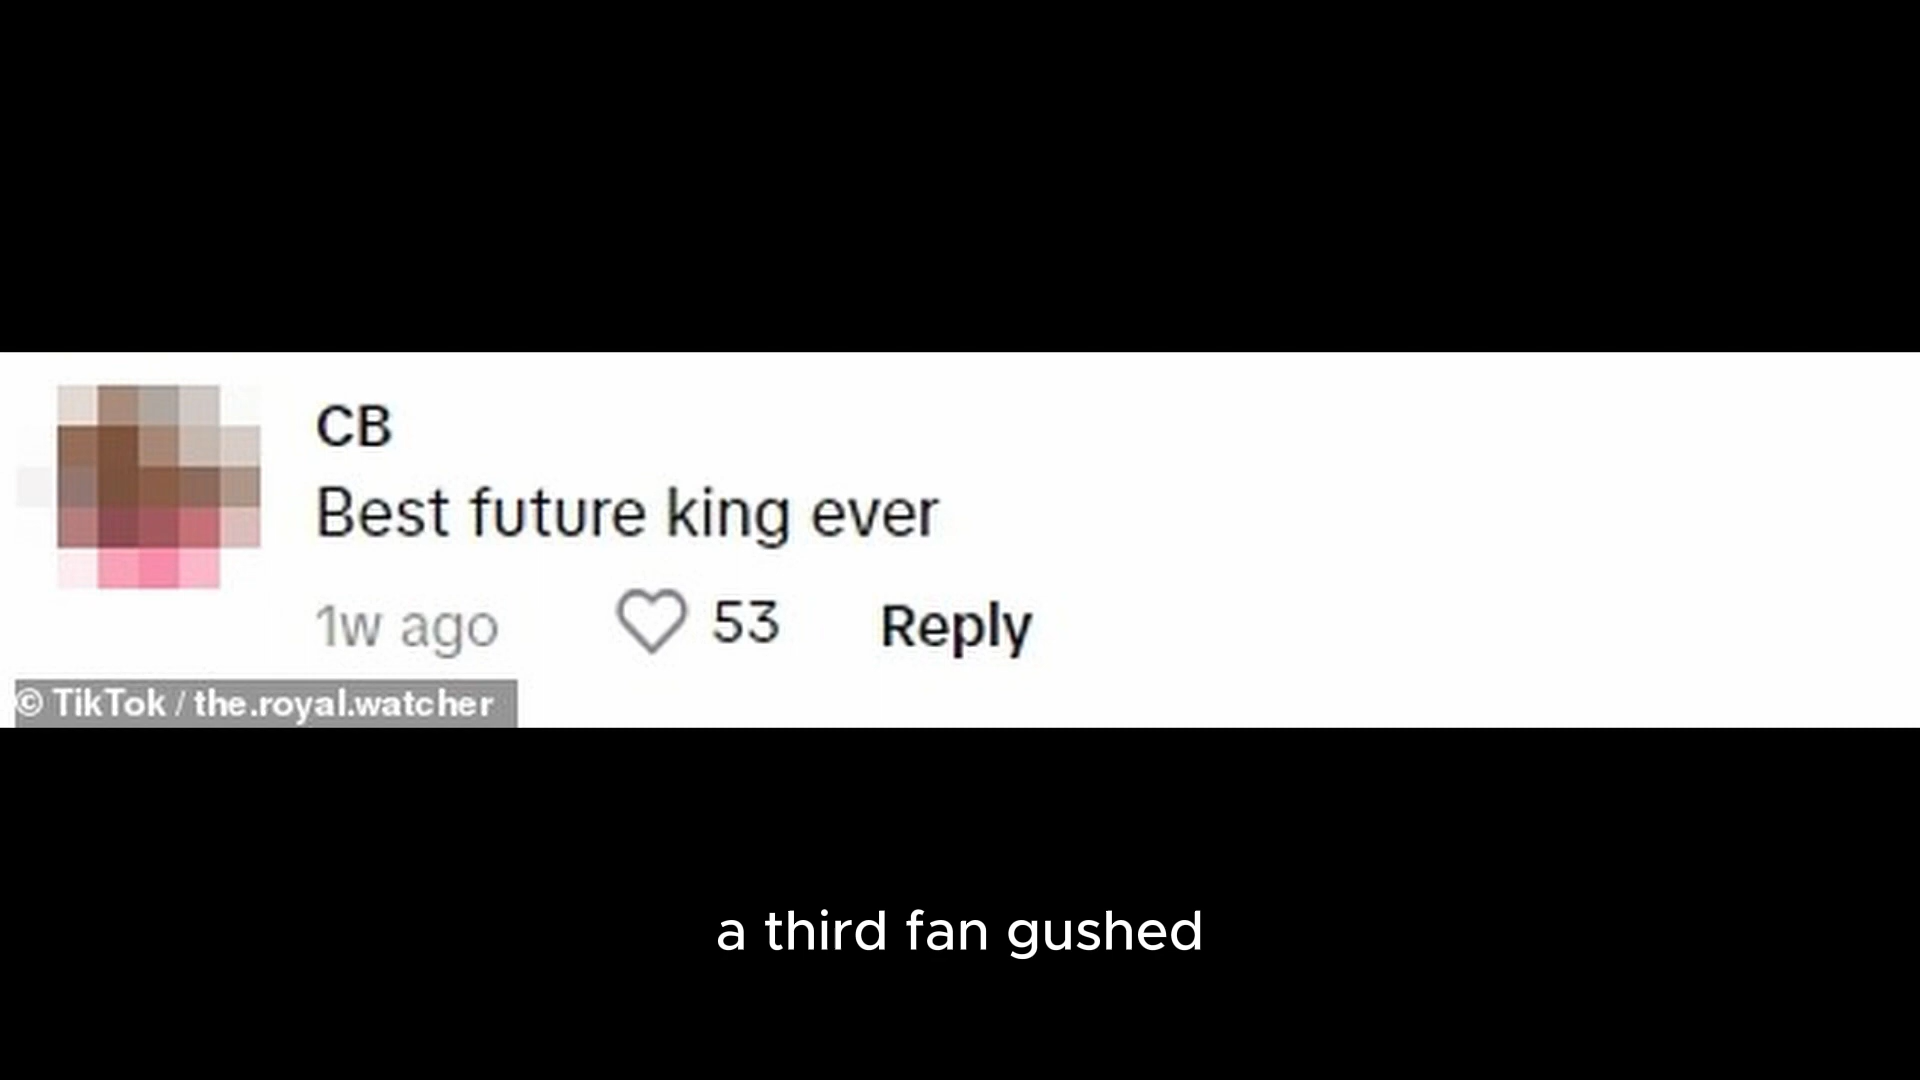 CB
Best future king ever
1w ago 53 Reply
© TikTok / the.royal.watcher
a third fan gushed